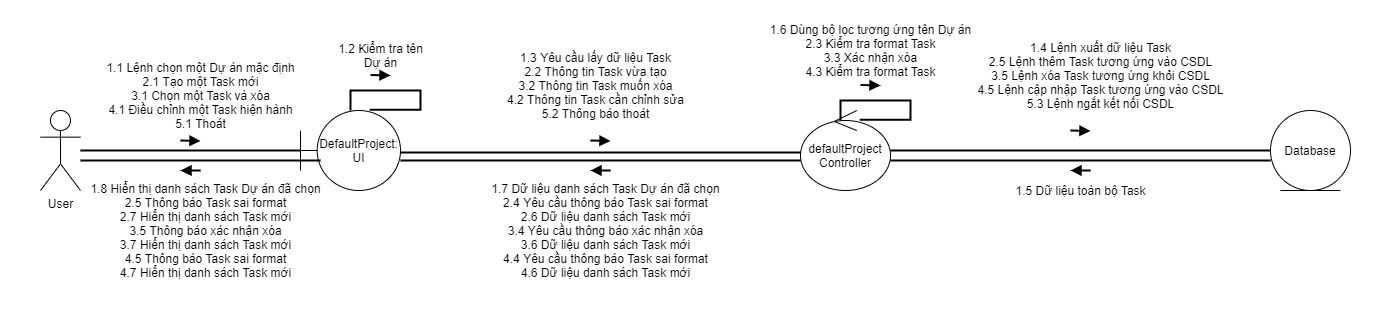 1.1 Lệnh chọn một Dự án mặc định
2.1 Tạo một Task mới
3.1 Chọn một Task và xóa
4.1 Điều chỉnh một Task hiện hành
5.1 Thoát
1.2 Kiểm tra tên
Dự án
1.3 Yêu cầu lấy dữ liệu Task
2.2 Thông tin Task vừa tạo
3.2 Thông tin Task muốn xóa
4.2 Thông tin Task cần chỉnh sửa
5.2 Thông báo thoát
1.6 Dùng bộ lọc tương ứng tên Dự án
2.3 Kiểm tra format Task
3.3 Xác nhận xóa
4.3 Kiểm tra format Task
1.4 Lệnh xuất dữ liệu Task
2.5 Lệnh thêm Task tương ứng vào CSDL
3.5 Lệnh xóa Task tương ứng khỏi CSDL
4.5 Lệnh cập nhập Task tương ứng vào CSDL
5.3 Lệnh ngắt kết nối CSDL
User
DefaultProject:
UI
defaultProject
Controller
Database
1.8 Hiển thị danh sách Task Dự án đã chọn
2.5 Thông báo Task sai format
2.7 Hiển thị danh sách Task mới
3.5 Thông báo xác nhận xóa
3.7 Hiển thị danh sách Task mới
4.5 Thông báo Task sai format
4.7 Hiển thị danh sách Task mới
1.7 Dữ liệu danh sách Task Dự án đã chọn
2.4 Yêu cầu thông báo Task sai format
2.6 Dữ liệu danh sách Task mới
3.4 Yêu cầu thông báo xác nhận xóa
3.6 Dữ liệu danh sách Task mới
4.4 Yêu cầu thông báo Task sai format
4.6 Dữ liệu danh sách Task mới
1.5 Dữ liệu toàn bộ Task